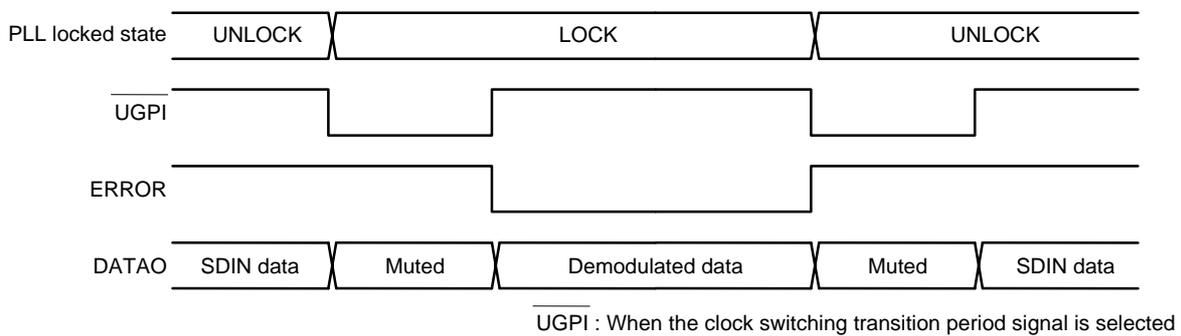 PLL locked state UNLOCK LOCK UNLOCK
UGPI
ERROR
DATAO SDIN data Muted Demodulated data Muted SDIN data
UGPI : When the clock switching transition period signal is selected